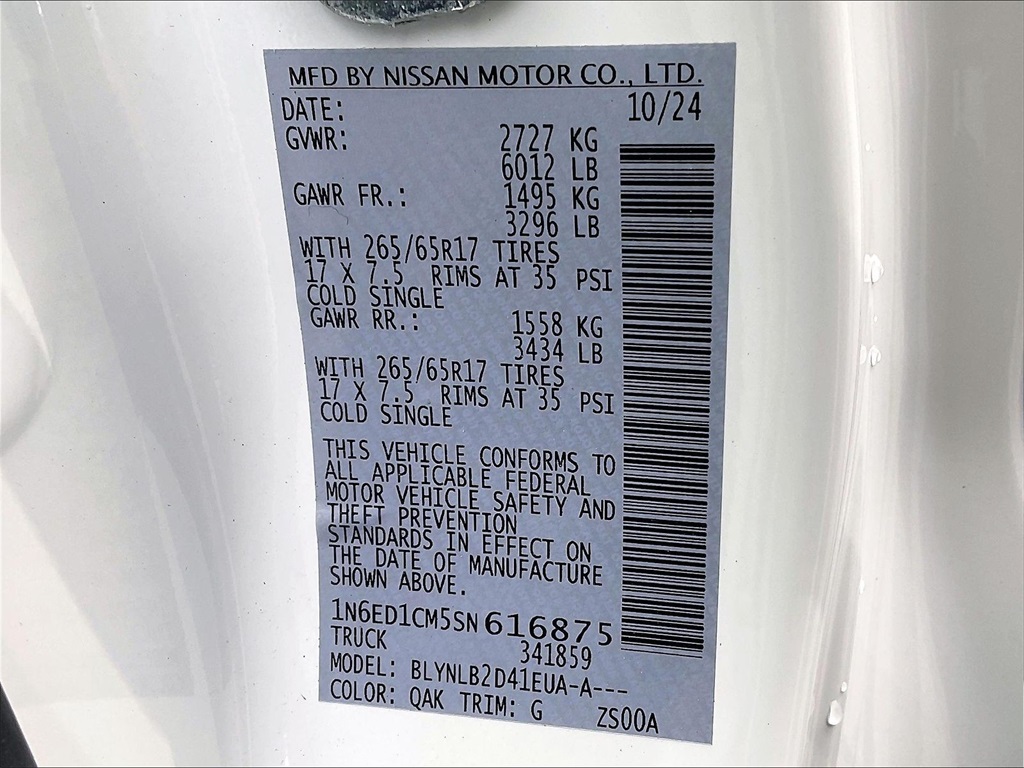 MFD BY NISSAN MOTOR CO., LTD.
DATE: 10/24
GVWR: 2727 KG
6012 LB
GAWR FR.: 1495 KG
3296 LB
WITH 265/65R17 TIRES
17 X 7.5 RIMS AT 35 PSI
COLD SINGLE
GAWR RR.: 1558 KG
3434 LB
WITH 265/65R17 TIRES
17 X 7.5 RIMS AT 35 PSI
COLD SINGLE
THIS VEHICLE CONFORMS TO
ALL APPLICABLE FEDERAL
MOTOR VEHICLE SAFETY AND
THEFT PREVENTION
STANDARDS IN EFFECT ON
THE DATE OF MANUFACTURE
SHOWN ABOVE.
1N6ED1CM5SN616875
TRUCK 341859
MODEL: BLYNLB2D41EUA-A---
COLOR: QAK TRIM: G ZS00A